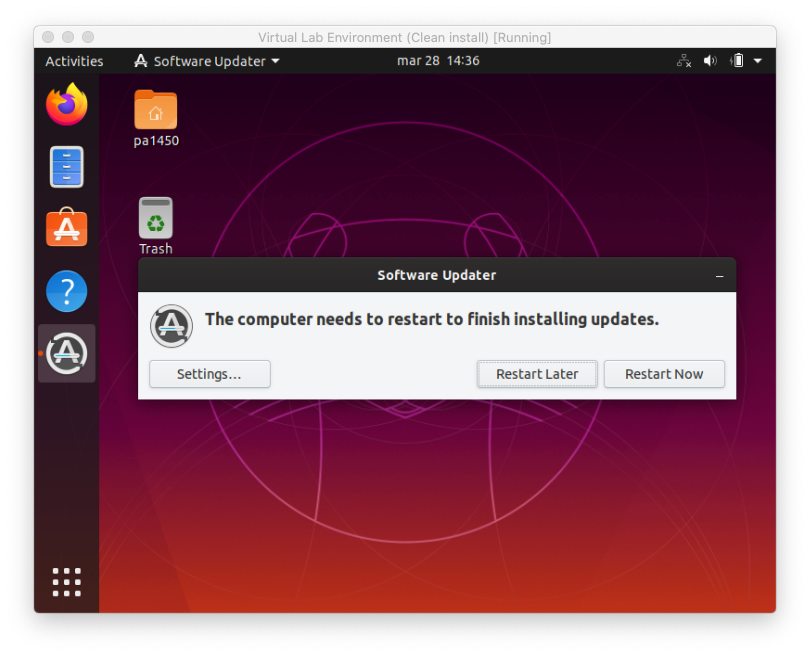 Virtual Lab Environment (Clean install) [Running]
Activities Software Updater mar 28 14:36
pa1450
Trash
Software Updater
The computer needs to restart to finish installing updates.
Settings... Restart Later Restart Now